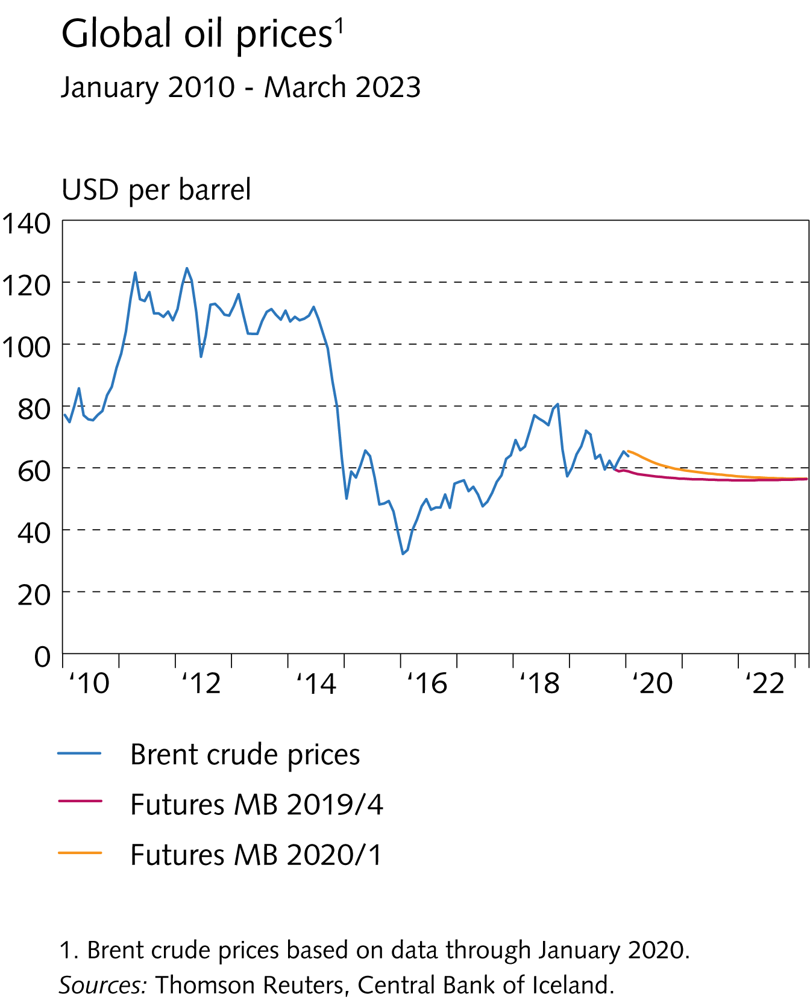 Global oil prices¹
January 2010 - March 2023
USD per barrel
140
120
100
80
60
40
20
0
‘10 ‘12 ‘14 ‘16 ‘18 ‘20 ‘22
Brent crude prices
Futures MB 2019/4
Futures MB 2020/1
1. Brent crude prices based on data through January 2020.
Sources: Thomson Reuters, Central Bank of Iceland.